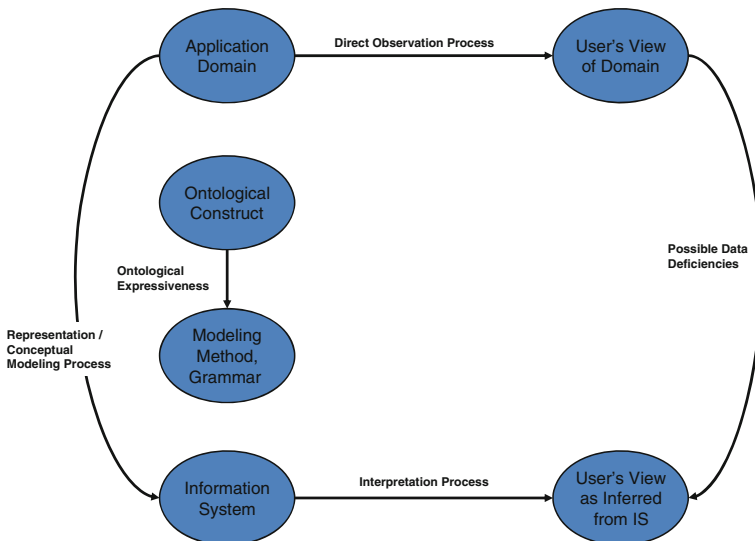 Application
Domain
Direct Observation Process
User's View
of Domain
Ontological
Construct
Ontological
Expressiveness
Possible Data
Deficiencies
Representation /
Conceptual
Modeling Process
Modeling
Method,
Grammar
Information
System
Interpretation Process
User's View
as Inferred
from IS